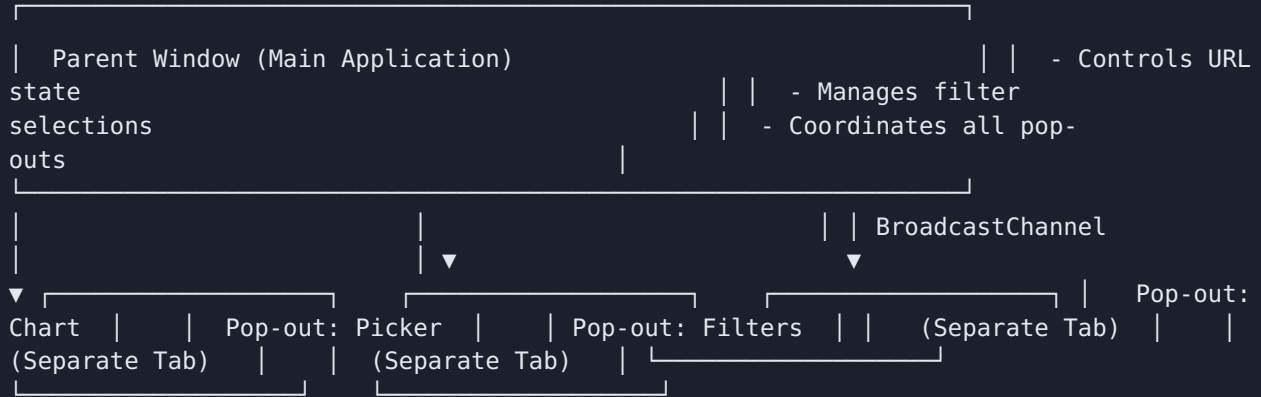 ┌───────────────────────────────────────────────────────────────┐
│  Parent Window (Main Application)                               │ │  - Controls URL
state                                           │ │  - Manages filter
selections                                    │ │  - Coordinates all pop-
outs                                     │
└───────────────────────────────────────────────────────────────┘
│                           │                           │ │ BroadcastChannel
│                           │ ▼                           ▼
▼ ┌───────────────────┐    ┌───────────────────┐    ┌───────────────────┐ │   Pop-out:
Chart  │    │  Pop-out: Picker  │    │ Pop-out: Filters  │ │   (Separate Tab)  │    │
(Separate Tab)   │    │  (Separate Tab)   │ └───────────────────┘
└───────────────────┘    └───────────────────┘